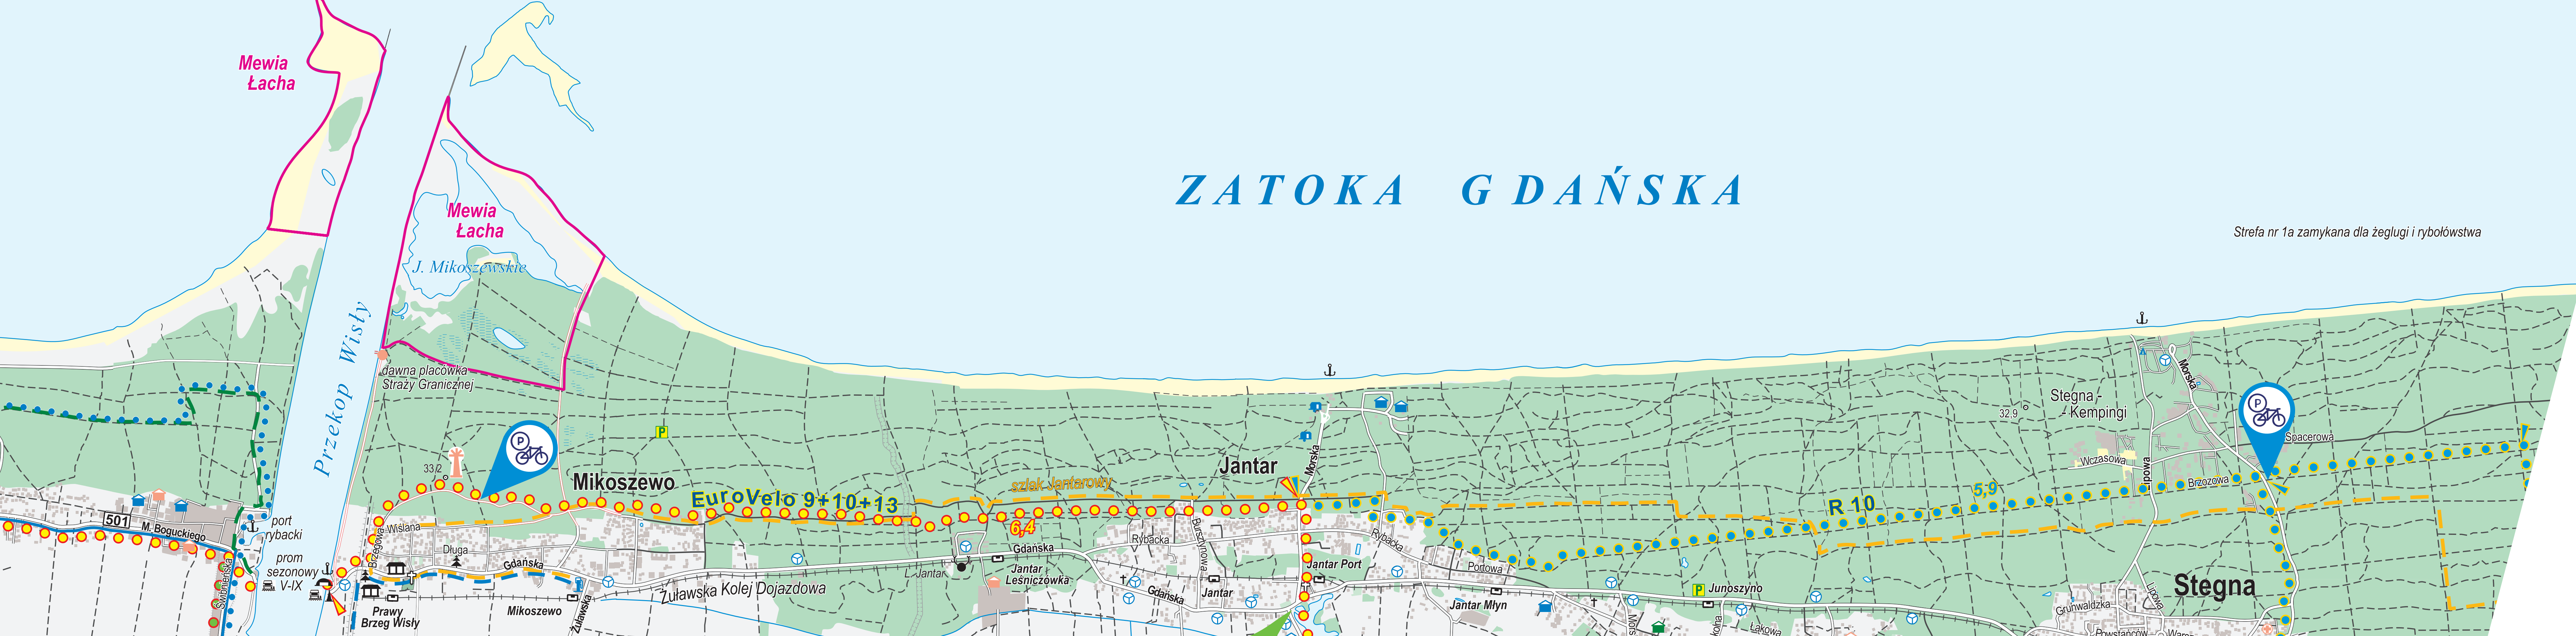 Mewia
Łacha
Mewia
Łacha
ZATOKA GDAŃSKA
Strefa nr 1a zamykana dla żeglugi i rybołówstwa
J. Mikoszewskie
Przekop Wisły
dawna placówka
Straży Granicznej
33,2
P
Mikoszewo
P
EuroVelo 9+10+13
szlak Jantarowy
6,4
Jantar
Morska
R 10
5,9
Stegna -
- Kempingi
32,9
Morska
P
Spacerowa
Wczasowa
Lipowa
Brzozowa
501
M. Boguckiego
port
rybacki
prom
sezonowy
V-IX
Świbnieńska
Brzegowa
Wiślana
Długa
Gdańska
Prawy
Brzeg Wisły
Mikoszewo
Żuławska
Żuławska Kolej Dojazdowa
L. Jantar
Gdańska
Jantar
Leśniczówka
Rybacka
Bursztynowa
Gdańska
Jantar
Jantar Port
Rybacka
Portowa
Jantar Młyn
P
Junoszyno
Łąkowa
Stegna
Grunwaldzka
Lipowa
Powstańców